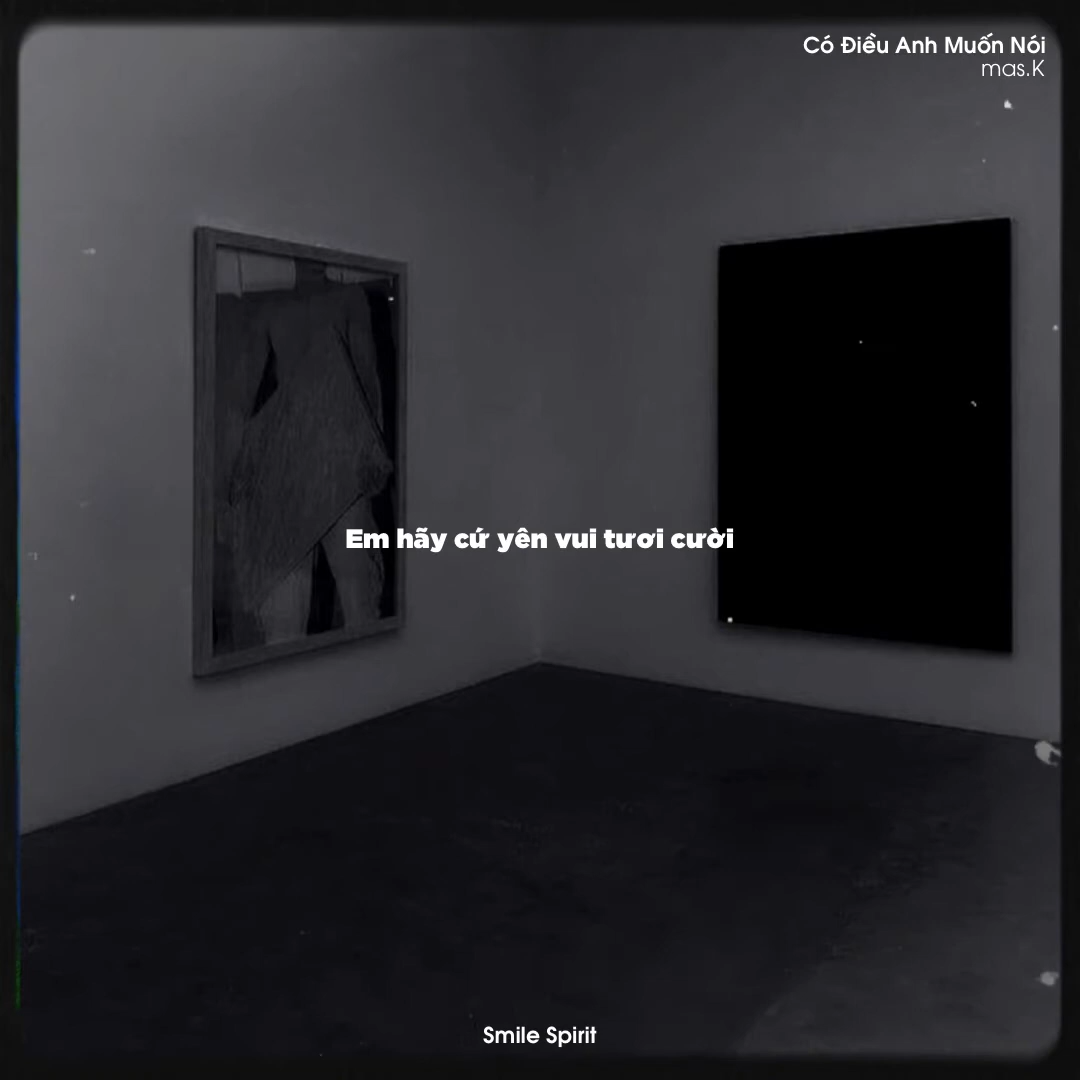 Có Điều Anh Muốn Nói
mas.K
Em hãy cứ yên vui tươi cười
Smile Spirit